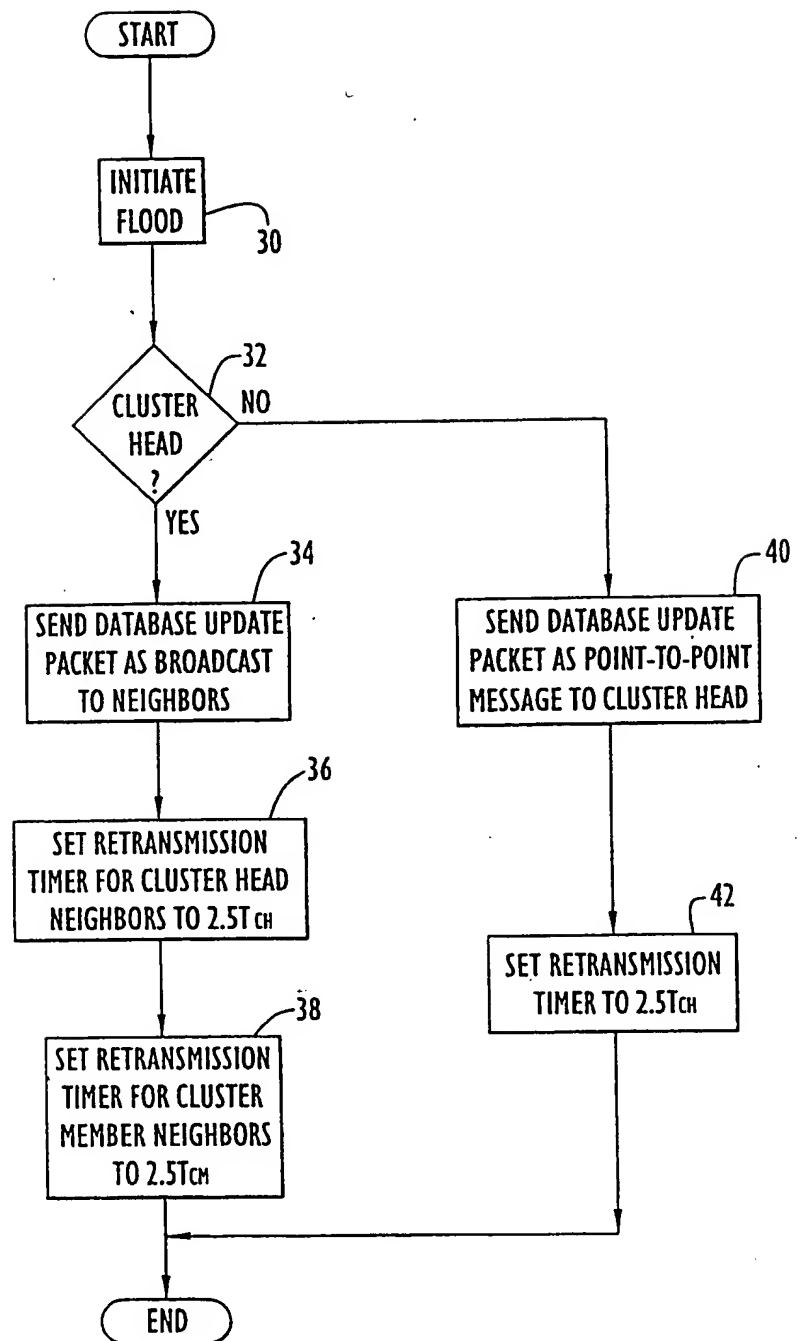 START
INITIATE
FLOOD
30
32
CLUSTER
HEAD
?
NO
YES
34
SEND DATABASE UPDATE
PACKET AS BROADCAST
TO NEIGHBORS
40
SEND DATABASE UPDATE
PACKET AS POINT-TO-POINT
MESSAGE TO CLUSTER HEAD
36
SET RETRANSMISSION
TIMER FOR CLUSTER HEAD
NEIGHBORS TO 2.5TCH
42
SET RETRANSMISSION
TIMER TO 2.5TCH
38
SET RETRANSMISSION
TIMER FOR CLUSTER
MEMBER NEIGHBORS
TO 2.5TCM
END